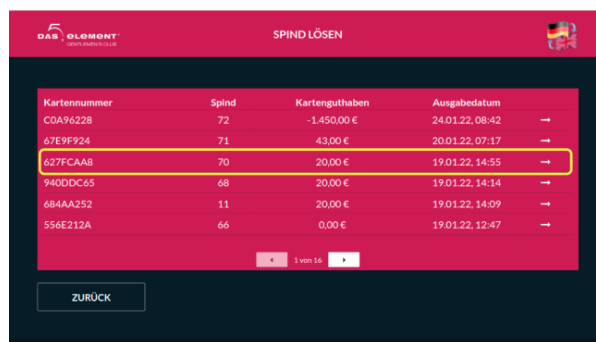 DAS 5. ELEMENT
GENTLEMEN'S CLUB
SPIND LÖSEN
Kartennummer Spind Kartenguthaben Ausgabedatum
C0A96228 72 -1.450,00 € 24.01.22, 08:42 →
67E9F924 71 43,00 € 20.01.22, 07:17 →
627FCAA8 70 20,00 € 19.01.22, 14:55 →
940DDC65 68 20,00 € 19.01.22, 14:14 →
684AA252 11 20,00 € 19.01.22, 14:09 →
556E212A 66 0,00 € 19.01.22, 12:47 →
1 von 16
ZURÜCK